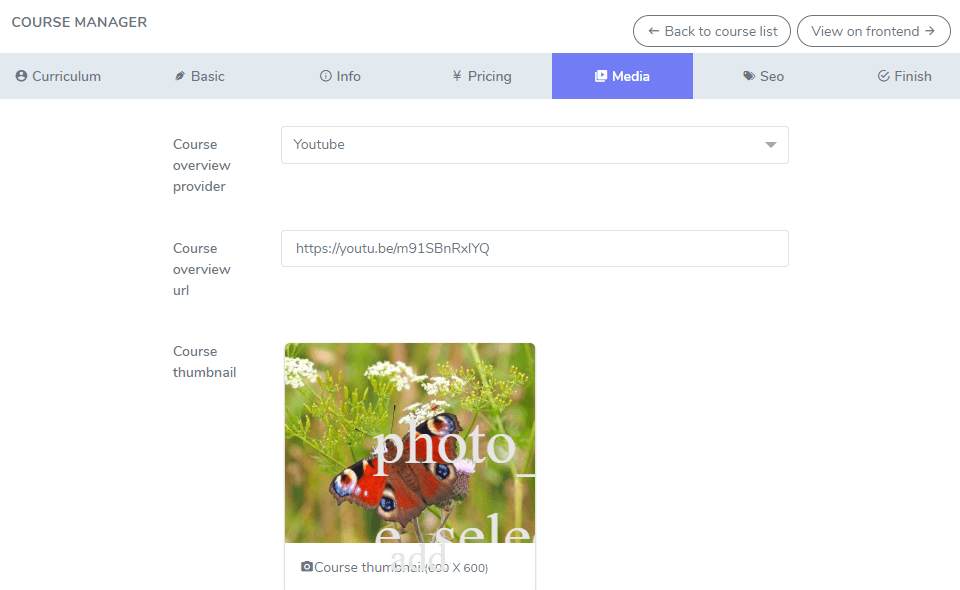 COURSE MANAGER
← Back to course list
View on frontend →
Curriculum
Basic
Info
¥ Pricing
Media
Seo
Finish
Course
overview
provider
Youtube
Course
overview
url
https://youtu.be/m91SBnRxlYQ
Course
thumbnail
photo_
e_sele
add
Course thumbnail(600 X 600)